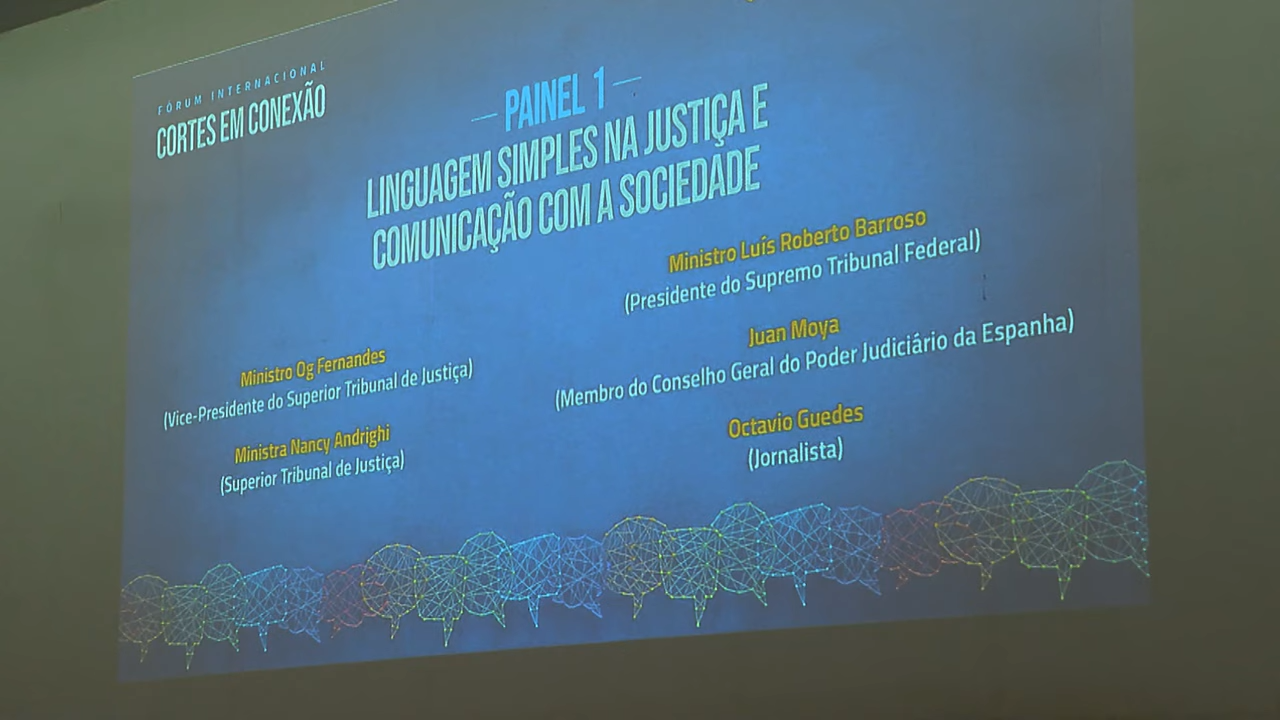 FÓRUM INTERNACIONAL
CORTES EM CONEXÃO
— PAINEL 1 —
LINGUAGEM SIMPLES NA JUSTIÇA E
COMUNICAÇÃO COM A SOCIEDADE
Ministro Og Fernandes
(Vice-Presidente do Superior Tribunal de Justiça)
Ministra Nancy Andrighi
(Superior Tribunal de Justiça)
Ministro Luís Roberto Barroso
(Presidente do Supremo Tribunal Federal)
Juan Moya
(Membro do Conselho Geral do Poder Judiciário da Espanha)
Octavio Guedes
(Jornalista)